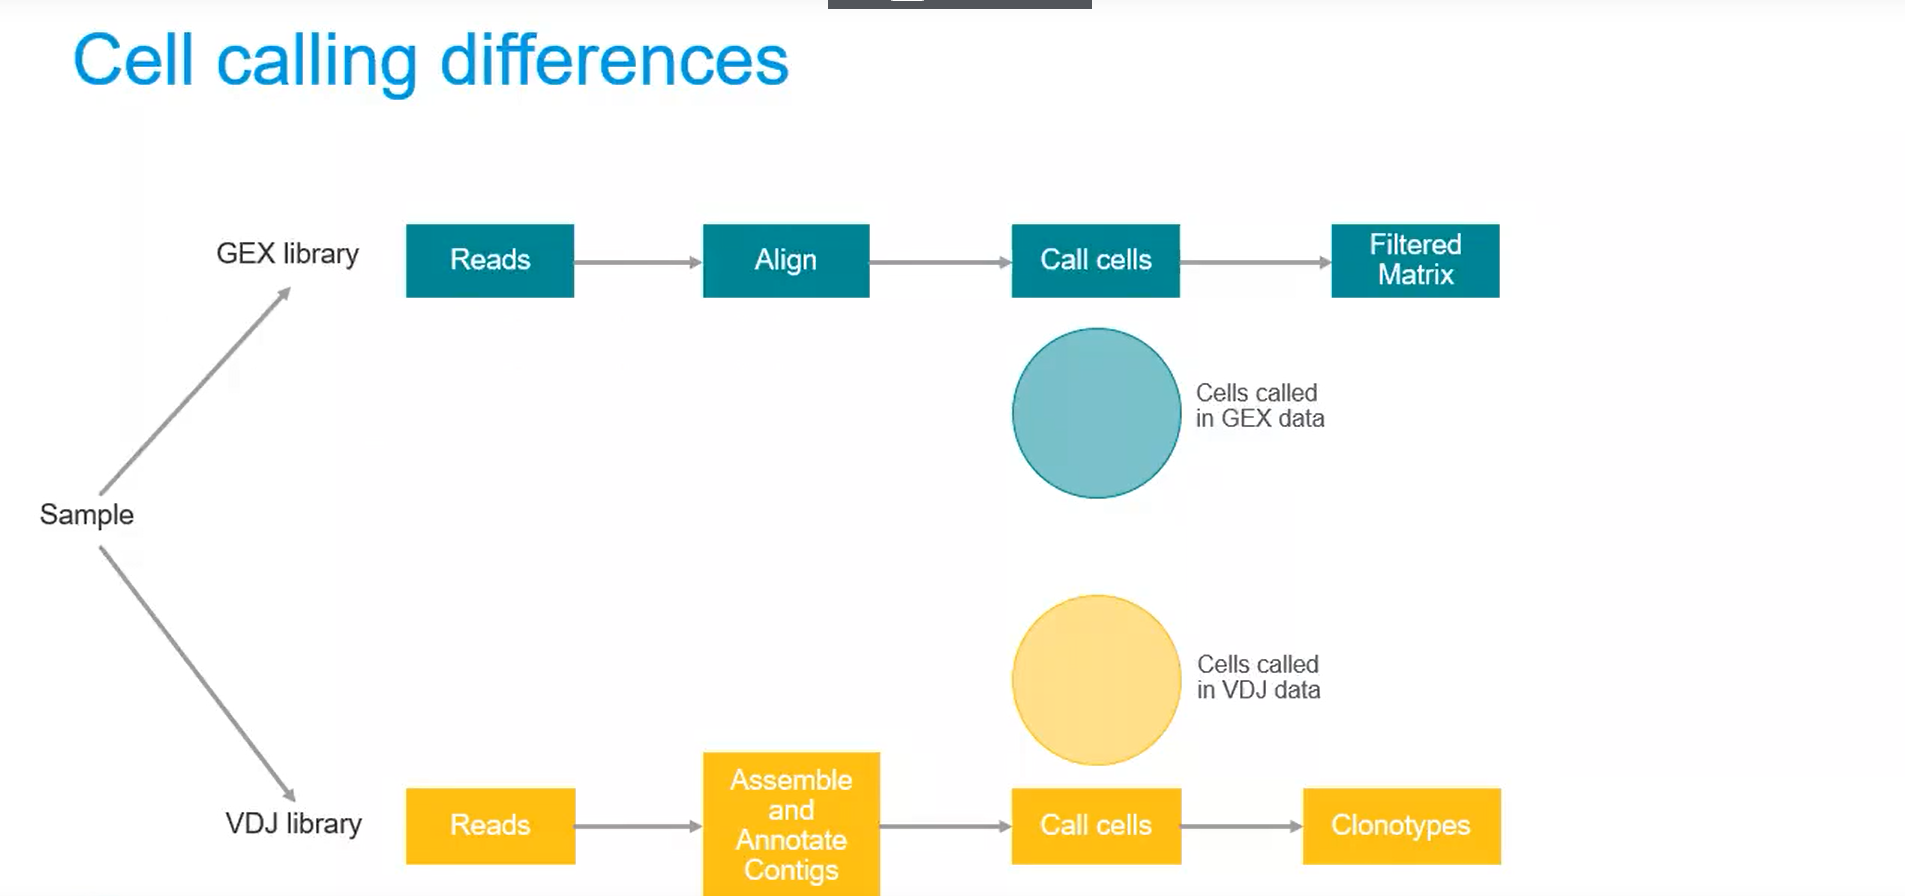 Cell calling differences
GEX library
Reads
Align
Call cells
Filtered
Matrix
Cells called
in GEX data
Sample
Cells called
in VDJ data
VDJ library
Reads
Assemble
and
Annotate
Contigs
Call cells
Clonotypes